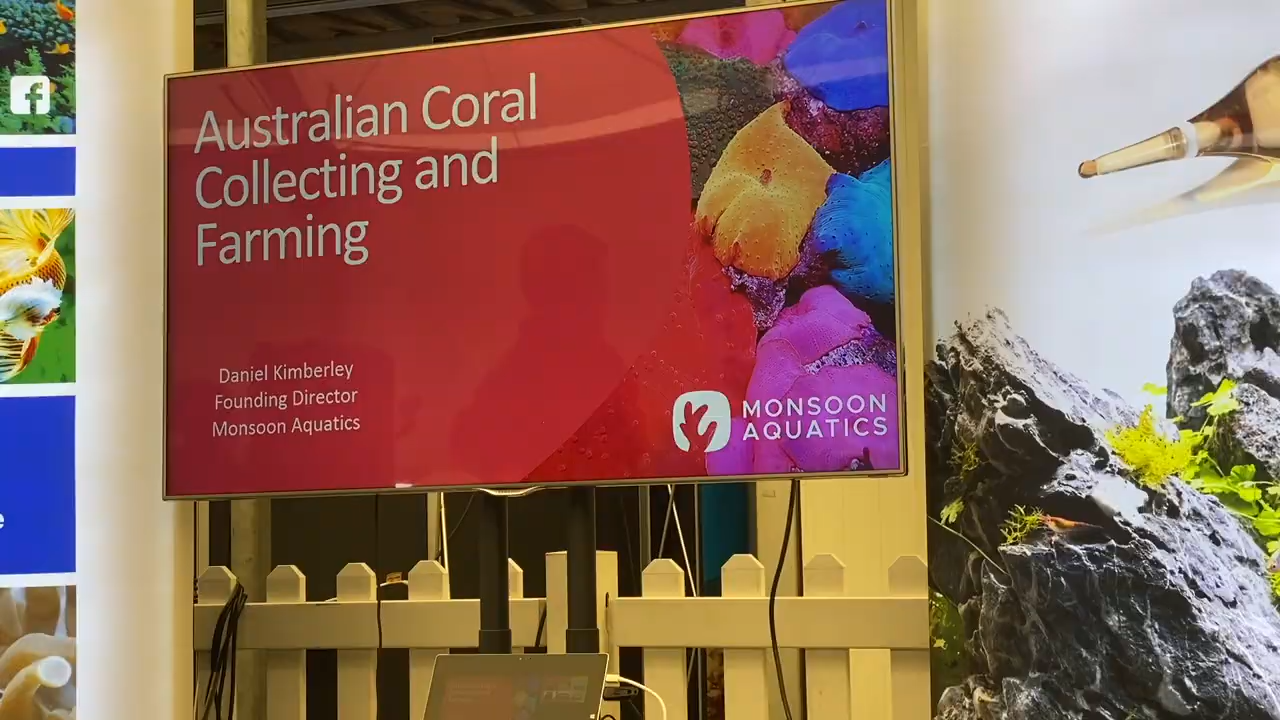 Australian Coral
Collecting and
Farming
Daniel Kimberley
Founding Director
Monsoon Aquatics
MONSOON
AQUATICS